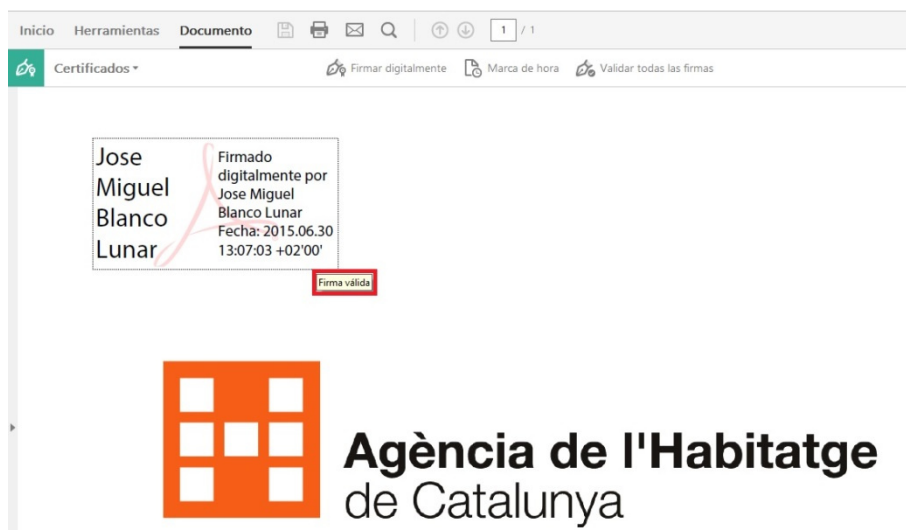 Inicio Herramientas Documento 1 / 1
Certificados Firmar digitalmente Marca de hora Validar todas las firmas
Jose
Miguel
Blanco
Lunar
Firmado
digitalmente por
Jose Miguel
Blanco Lunar
Fecha: 2015.06.30
13:07:03 +02'00'
Firma válida
Agència de l'Habitatge
de Catalunya